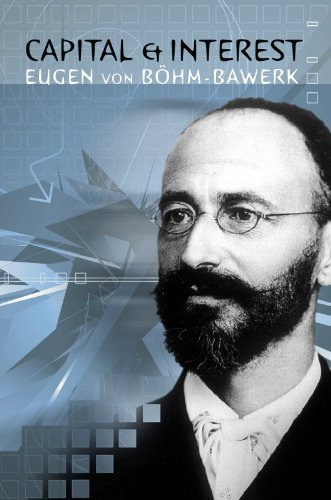 CAPITAL & INTEREST
EUGEN VON BÖHM-BAWERK